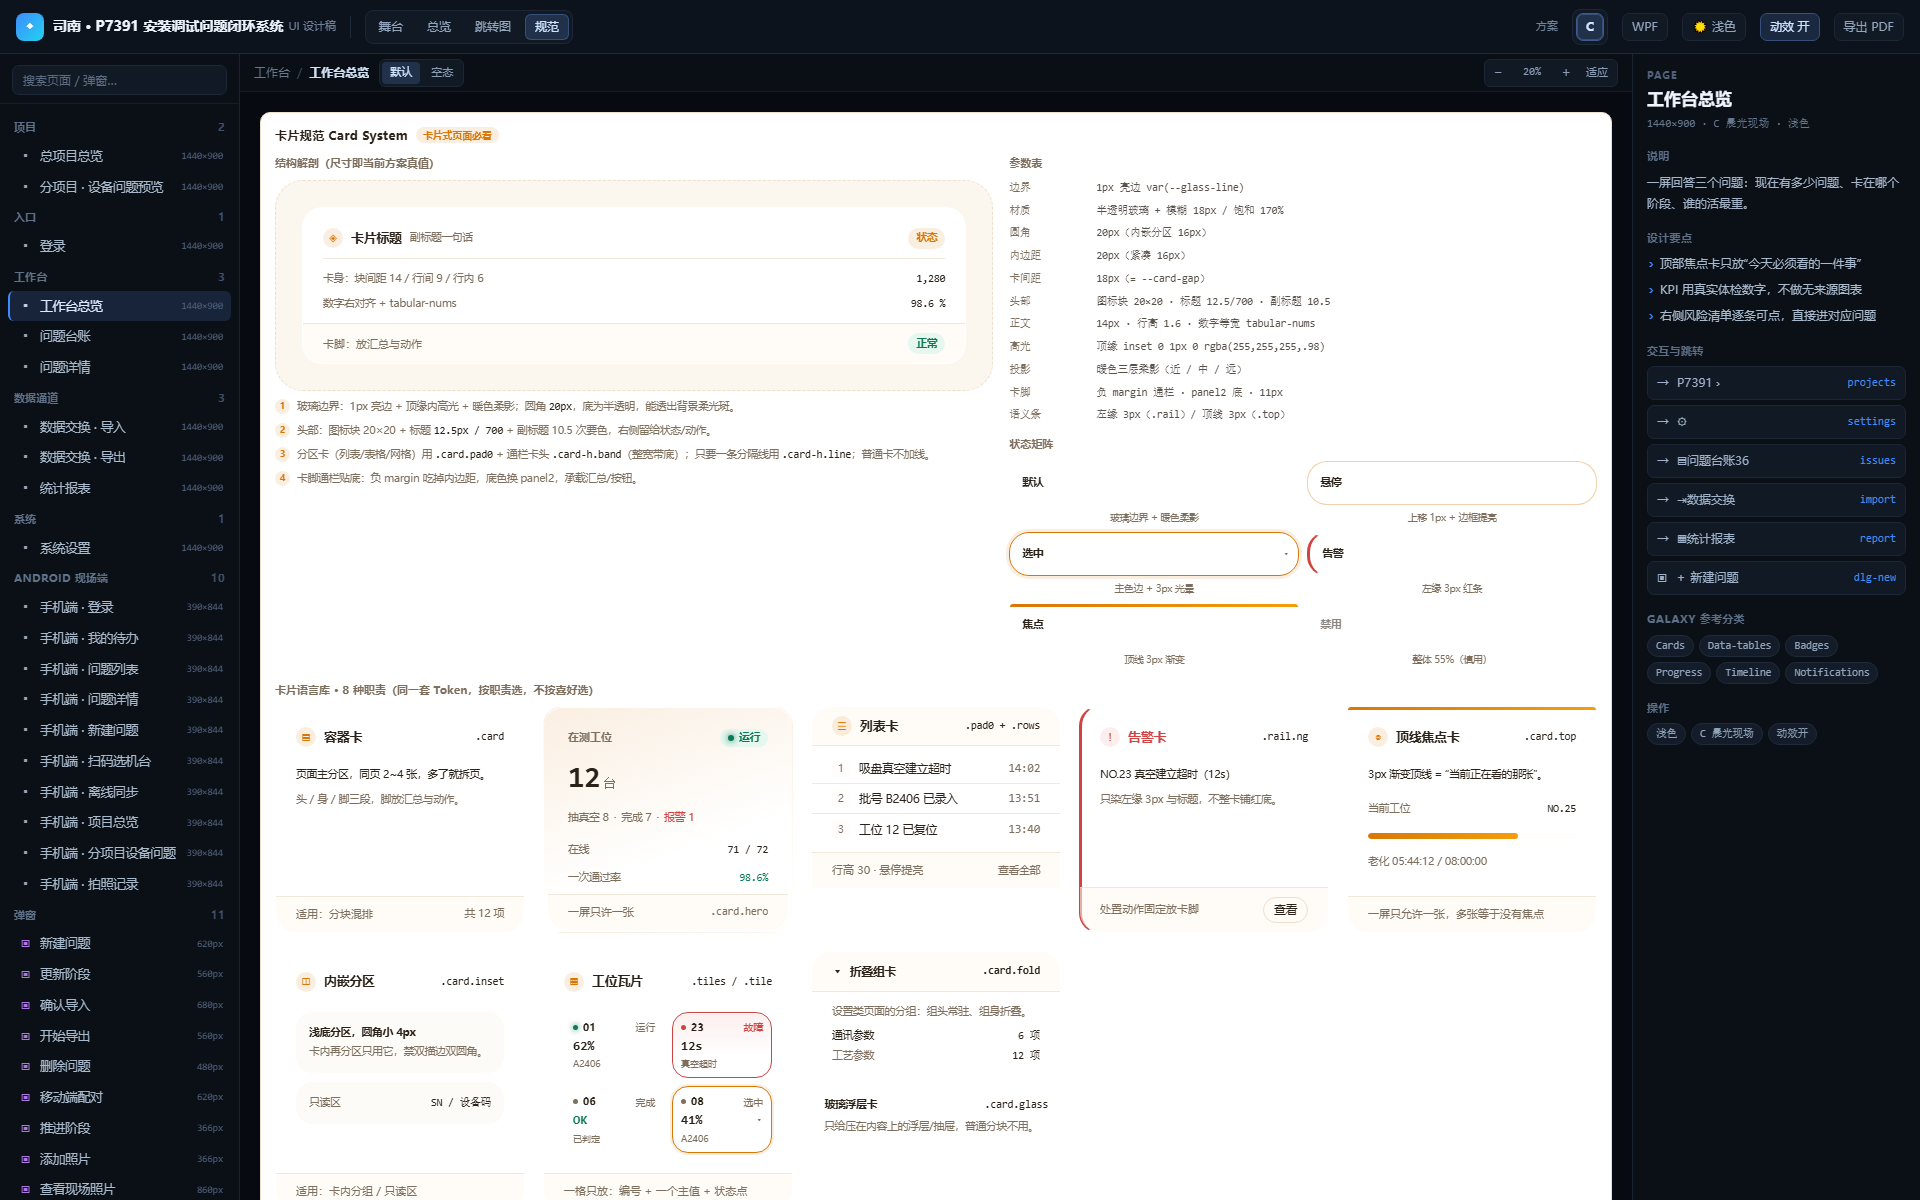 司南 • P7391 安装调试问题闭环系统 UI 设计稿
舞台 总览 跳转图 规范
方案 C WPF 浅色 动效 开 导出 PDF
搜索页面 / 弹窗...
项目 2
总项目总览 1440×900
分项目 · 设备问题预览 1440×900
入口 1
登录 1440×900
工作台 3
工作台总览 1440×900
问题台账 1440×900
问题详情 1440×900
数据通道 3
数据交换 · 导入 1440×900
数据交换 · 导出 1440×900
统计报表 1440×900
系统 1
系统设置 1440×900
ANDROID 现场端 10
手机端 · 登录 390×844
手机端 · 我的待办 390×844
手机端 · 问题列表 390×844
手机端 · 问题详情 390×844
手机端 · 新建问题 390×844
手机端 · 扫码选机台 390×844
手机端 · 离线同步 390×844
手机端 · 项目总览 390×844
手机端 · 分项目设备问题 390×844
手机端 · 拍照记录 390×844
弹窗 11
新建问题 620px
更新阶段 560px
确认导入 680px
开始导出 560px
删除问题 480px
移动端配对 620px
推进阶段 366px
添加照片 366px
查看现场照片 860px
工作台 / 工作台总览 默认 空态
− 20% + 适应
卡片规范 Card System 卡片式页面必看
结构解剖（尺寸即当前方案真值）
卡片标题 副标题一句话 状态
卡身：块间距 14 / 行间 9 / 行内 6 1,280
数字右对齐 + tabular-nums 98.6 %
卡脚：放汇总与动作 正常
1 玻璃边界：1px 亮边 + 顶缘内高光 + 暖色柔影；圆角 20px，底为半透明，能透出背景柔光斑。
2 头部：图标块 20×20 + 标题 12.5px / 700 + 副标题 10.5 次要色，右侧留给状态/动作。
3 分区卡（列表/表格/网格）用 .card.pad0 + 通栏卡头 .card-h.band（整宽带底）；只要一条分隔线用 .card-h.line；普通卡不加线。
4 卡脚通栏贴底：负 margin 吃掉内边距，底色换 panel2，承载汇总/按钮。
参数表
边界 1px 亮边 var(--glass-line)
材质 半透明玻璃 + 模糊 18px / 饱和 170%
圆角 20px（内嵌分区 16px）
内边距 20px（紧凑 16px）
卡间距 18px（= --card-gap）
头部 图标块 20×20 · 标题 12.5/700 · 副标题 10.5
正文 14px · 行高 1.6 · 数字等宽 tabular-nums
高光 顶缘 inset 0 1px 0 rgba(255,255,255,.98)
投影 暖色三层柔影（近 / 中 / 远）
卡脚 负 margin 通栏 · panel2 底 · 11px
语义条 左缘 3px（.rail）/ 顶线 3px（.top）
状态矩阵
默认 悬停
玻璃边界 + 暖色柔影 上移 1px + 边框提亮
选中 告警
主色边 + 3px 光晕 左缘 3px 红条
焦点 禁用
顶线 3px 渐变 整体 55%（慎用）
卡片语言库 • 8 种职责（同一套 Token，按职责选，不按喜好选）
容器卡 .card
页面主分区，同页 2~4 张，多了就拆页。
头 / 身 / 脚三段，脚放汇总与动作。
适用：分块混排 共 12 项
在测工位 运行
12 台
抽真空 8 · 完成 7 · 报警 1
在线 71 / 72
一次通过率 98.6%
一屏只许一张 .card.hero
列表卡 .pad0 + .rows
1 吸盘真空建立超时 14:02
2 批号 B2406 已录入 13:51
3 工位 12 已复位 13:40
行高 30 · 悬停提亮 查看全部
! 告警卡 .rail.ng
NO.23 真空建立超时（12s）
只染左缘 3px 与标题，不整卡铺红底。
处置动作固定放卡脚 查看
顶线焦点卡 .card.top
3px 渐变顶线 = “当前正在看的那张”。
当前工位 NO.25
老化 05:44:12 / 08:00:00
一屏只允许一张，多张等于没有焦点
内嵌分区 .card.inset
浅底分区，圆角小 4px
卡内再分区只用它，禁双描边双圆角。
只读区 SN / 设备码
适用：卡内分组 / 只读区
工位瓦片 .tiles / .tile
01 运行
62%
A2406
23 故障
12s
真空超时
06 完成
OK
已判定
08 选中
41%
A2406
一格只放：编号 + 一个主值 + 状态点
折叠组卡 .card.fold
设置类页面的分组：组头常驻、组身折叠。
通讯参数 6 项
工艺参数 12 项
玻璃浮层卡 .card.glass
只给压在内容上的浮层/抽屉，普通分块不用。
PAGE
工作台总览
1440×900 · C 晨光现场 · 浅色
说明
一屏回答三个问题：现在有多少问题、卡在哪个
阶段、谁的活最重。
设计要点
› 顶部焦点卡只放“今天必须看的一件事”
› KPI 用真实体检数字，不做无来源图表
› 右侧风险清单逐条可点，直接进对应问题
交互与跳转
→ P7391 › projects
→ ⚙ settings
→ ▤问题台账36 issues
→ ⇥数据交换 import
→ ▦统计报表 report
▣ + 新建问题 dlg-new
GALAXY 参考分类
Cards Data-tables Badges
Progress Timeline Notifications
操作
浅色 C 晨光现场 动效开